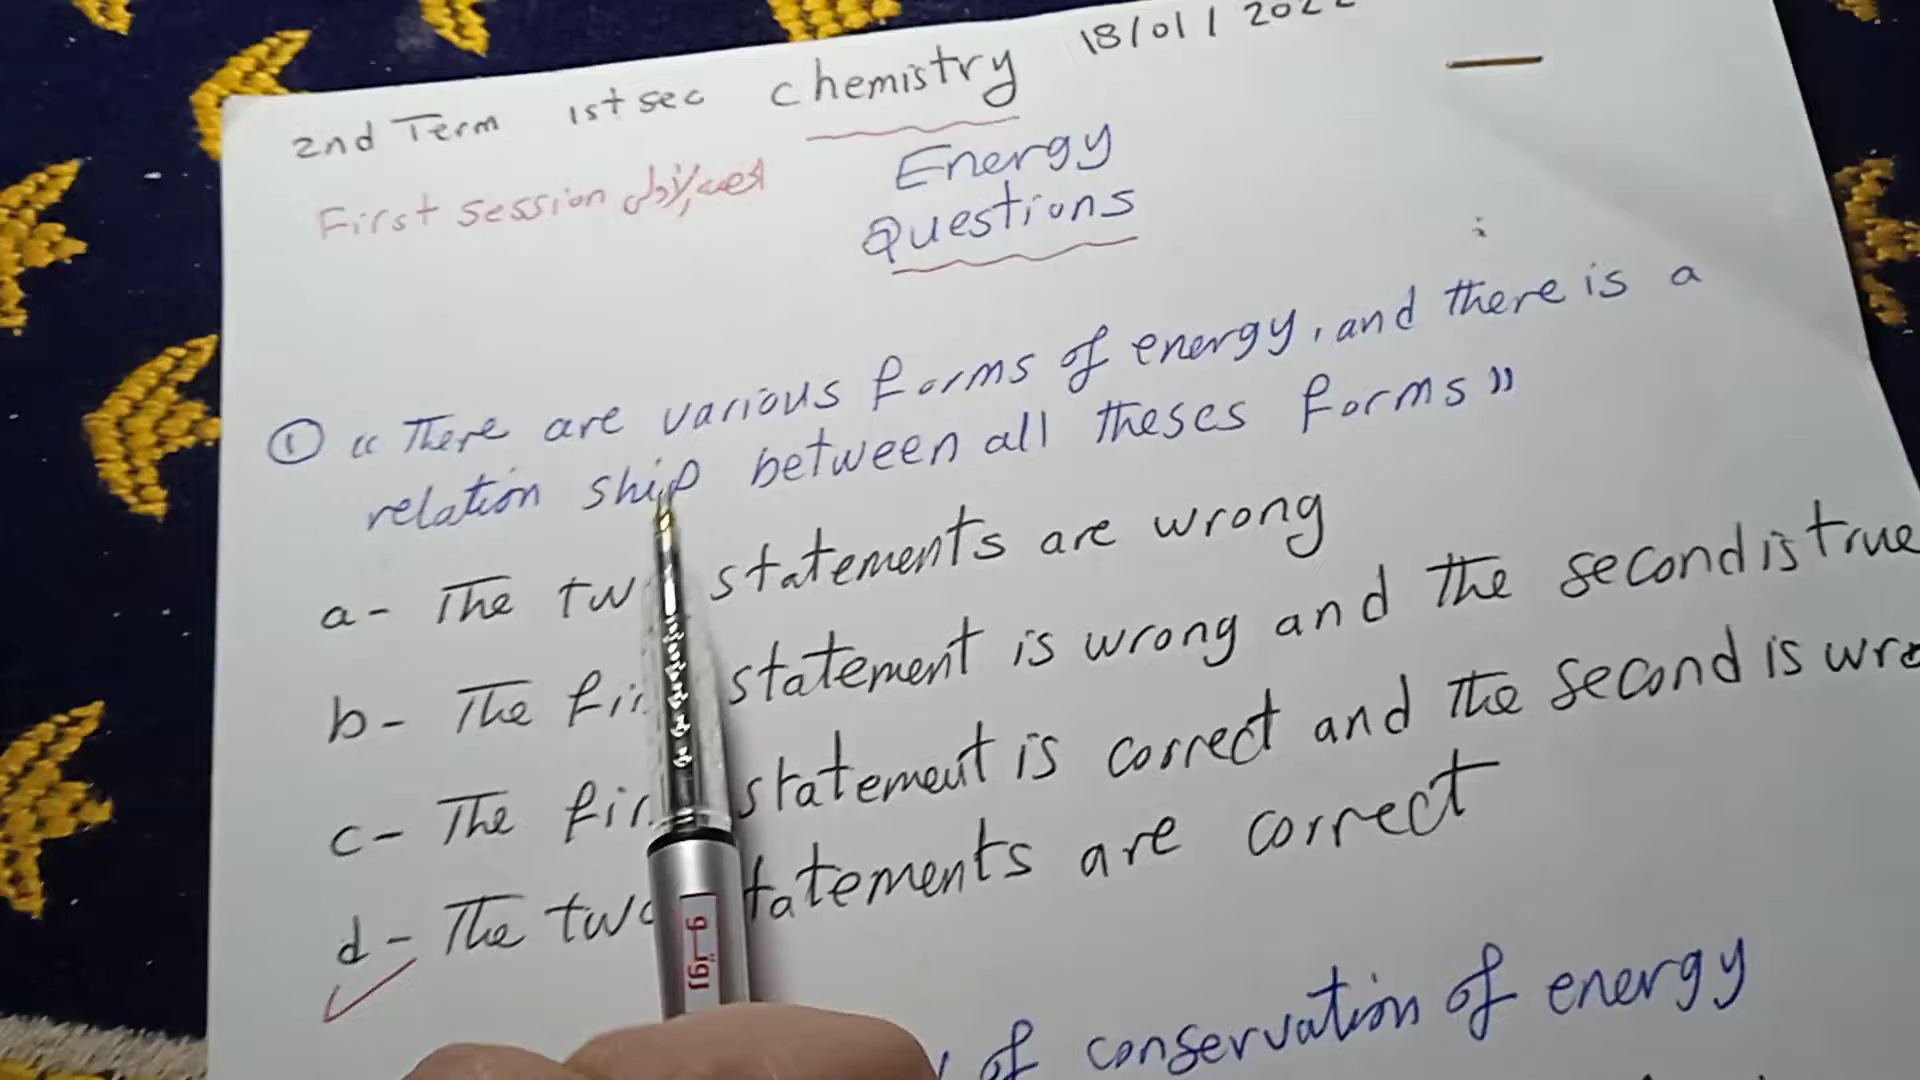 2nd Term 1st sec chemistry 18/01/202
First session
Energy
Questions
① "There are various forms of energy, and there is a
relation ship between all theses forms"
a- The tw statements are wrong
b- The fir statement is wrong and the second is true
c- The fir statement is correct and the second is wro
d- The two tatements are correct
of conservation of energy